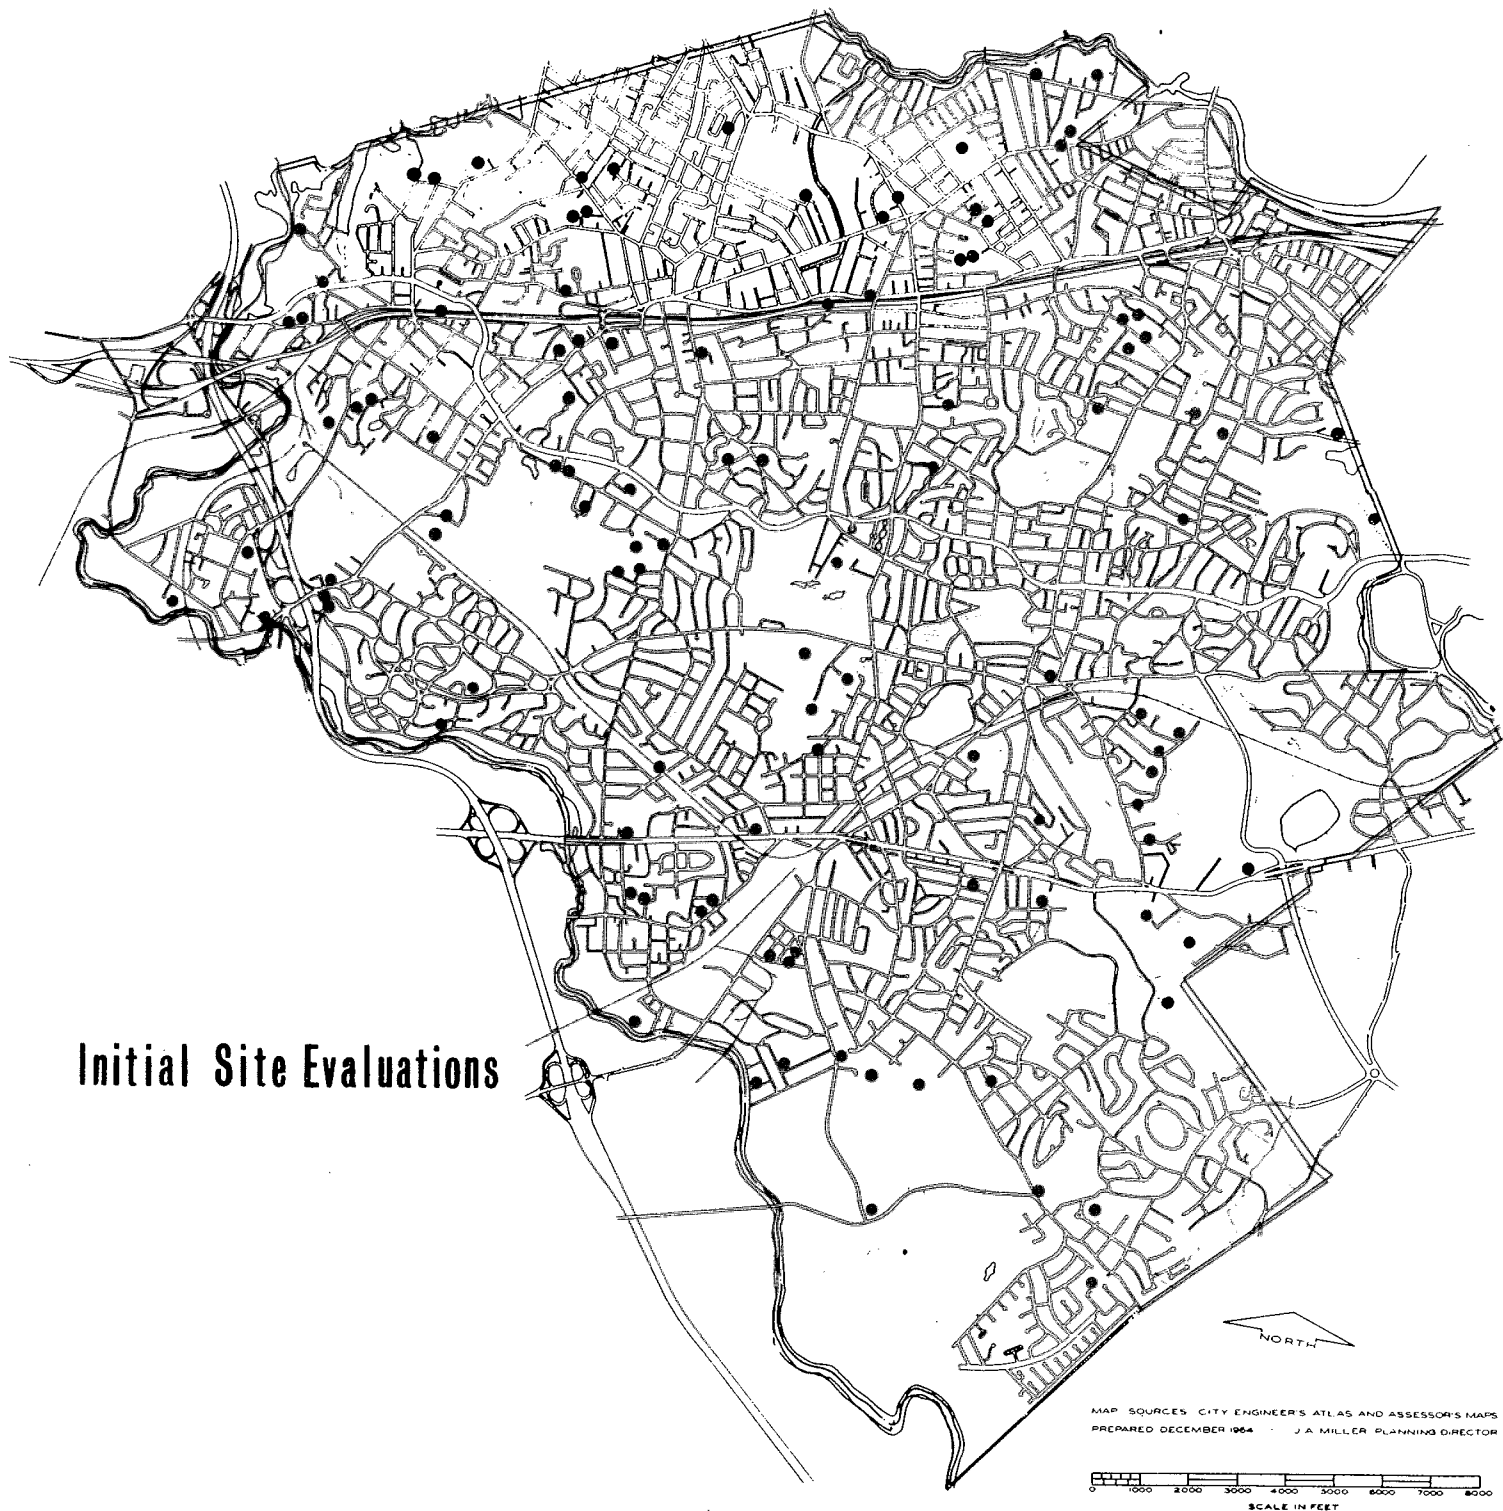 Initial Site Evaluations
NORTH
MAP SOURCES CITY ENGINEER'S ATLAS AND ASSESSOR'S MAPS
PREPARED DECEMBER 1964 - J A MILLER PLANNING DIRECTOR
0 1000 2000 3000 4000 5000 6000 7000 8000
SCALE IN FEET